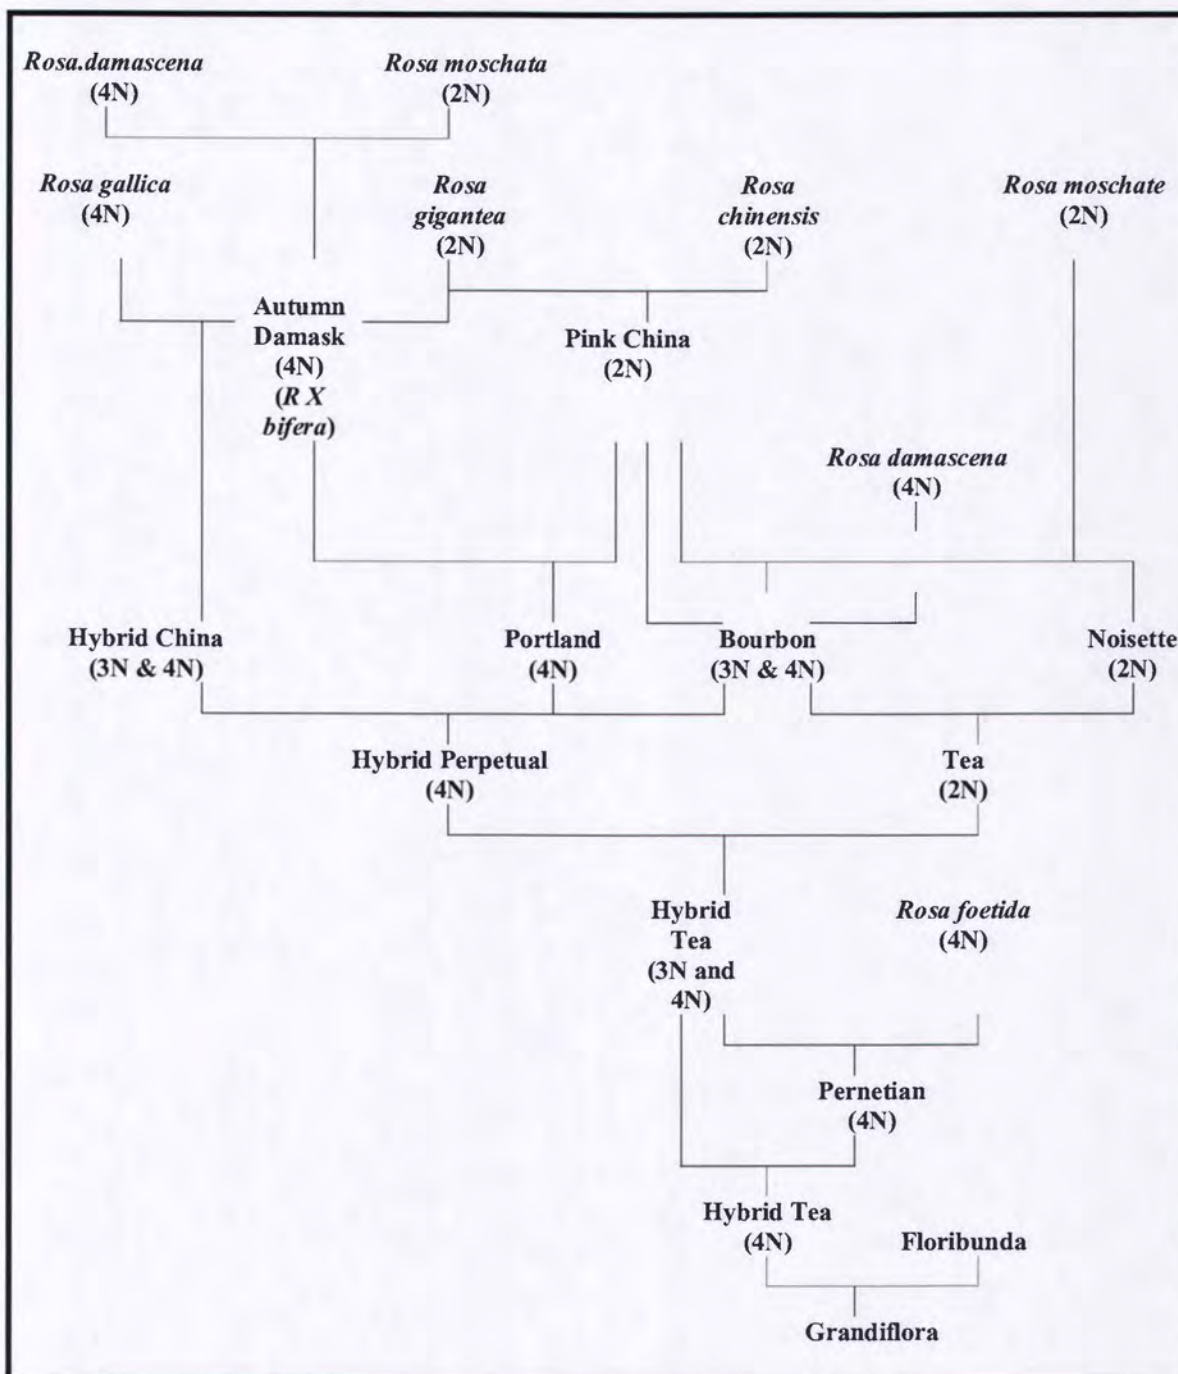 Rosa.damascena
(4N)
Rosa moschata
(2N)
Rosa gallica
(4N)
Rosa
gigantea
(2N)
Rosa
chinensis
(2N)
Rosa moschate
(2N)
Autumn
Damask
(4N)
(R X
bifera)
Pink China
(2N)
Rosa damascena
(4N)
Hybrid China
(3N & 4N)
Portland
(4N)
Bourbon
(3N & 4N)
Noisette
(2N)
Hybrid Perpetual
(4N)
Tea
(2N)
Hybrid
Tea
(3N and
4N)
Rosa foetida
(4N)
Pernetian
(4N)
Hybrid Tea
(4N)
Floribunda
Grandiflora